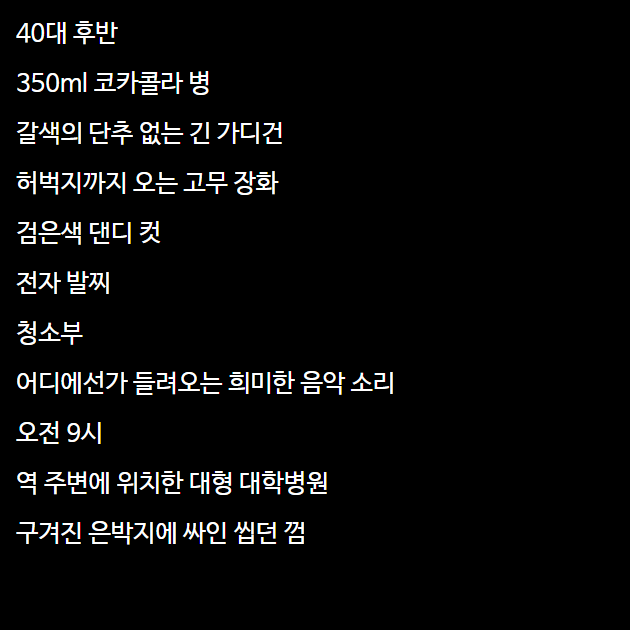 40대 후반
350ml 코카콜라 병
갈색의 단추 없는 긴 가디건
허벅지까지 오는 고무 장화
검은색 댄디 컷
전자 발찌
청소부
어디에선가 들려오는 희미한 음악 소리
오전 9시
역 주변에 위치한 대형 대학병원
구겨진 은박지에 싸인 씹던 껌